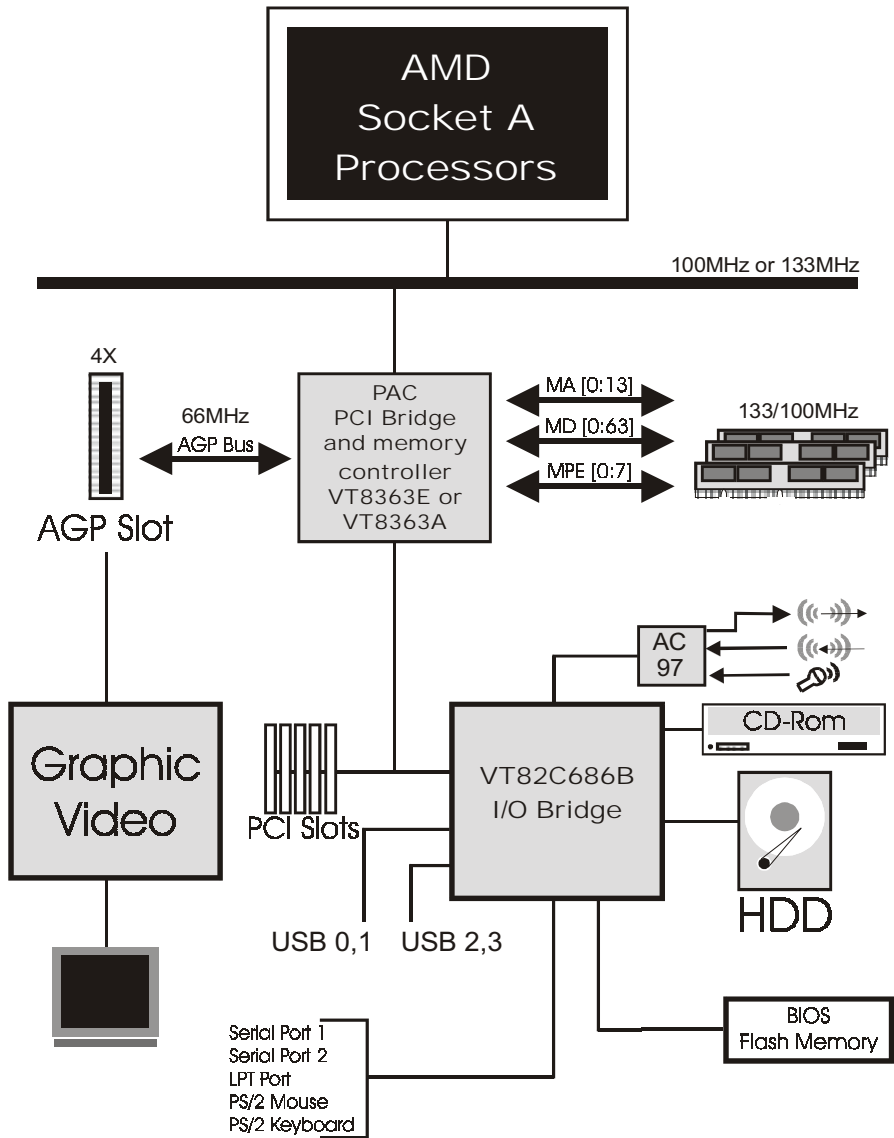 AMD
Socket A
Processors
100MHz or 133MHz
4X
66MHz
AGP Bus
AGP Slot
PAC
PCI Bridge
and memory
controller
VT8363E or
VT8363A
MA [0:13]
MD [0:63]
MPE [0:7]
133/100MHz
AC
97
CD-Rom
Graphic
Video
PCI Slots
VT82C686B
I/O Bridge
HDD
USB 0,1
USB 2,3
Serial Port 1
Serial Port 2
LPT Port
PS/2 Mouse
PS/2 Keyboard
BIOS
Flash Memory